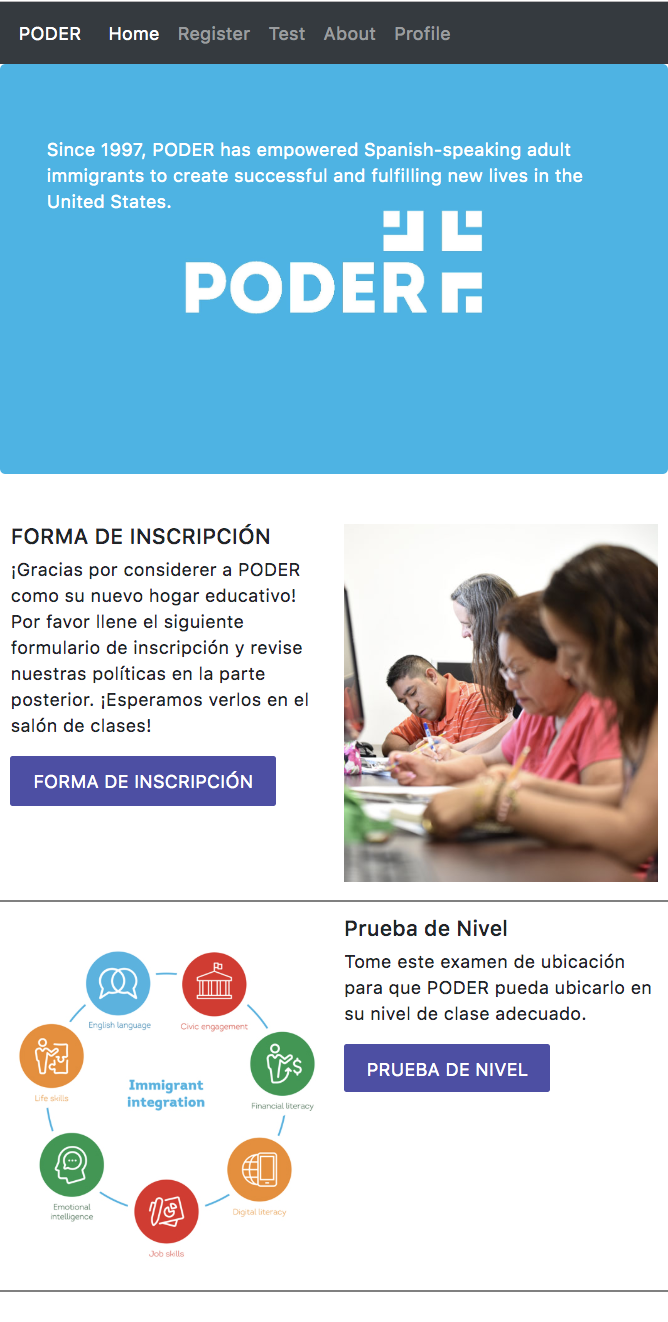 PODER Home Register Test About Profile
Since 1997, PODER has empowered Spanish-speaking adult
immigrants to create successful and fulfilling new lives in the
United States.
PODER
FORMA DE INSCRIPCIÓN
¡Gracias por considerer a PODER
como su nuevo hogar educativo!
Por favor llene el siguiente
formulario de inscripción y revise
nuestras políticas en la parte
posterior. ¡Esperamos verlos en el
salón de clases!
FORMA DE INSCRIPCIÓN
English language
Civic engagement
Life skills
Immigrant
integration
Financial literacy
Emotional
intelligence
Digital literacy
Job skills
Prueba de Nivel
Tome este examen de ubicación
para que PODER pueda ubicarlo en
su nivel de clase adecuado.
PRUEBA DE NIVEL